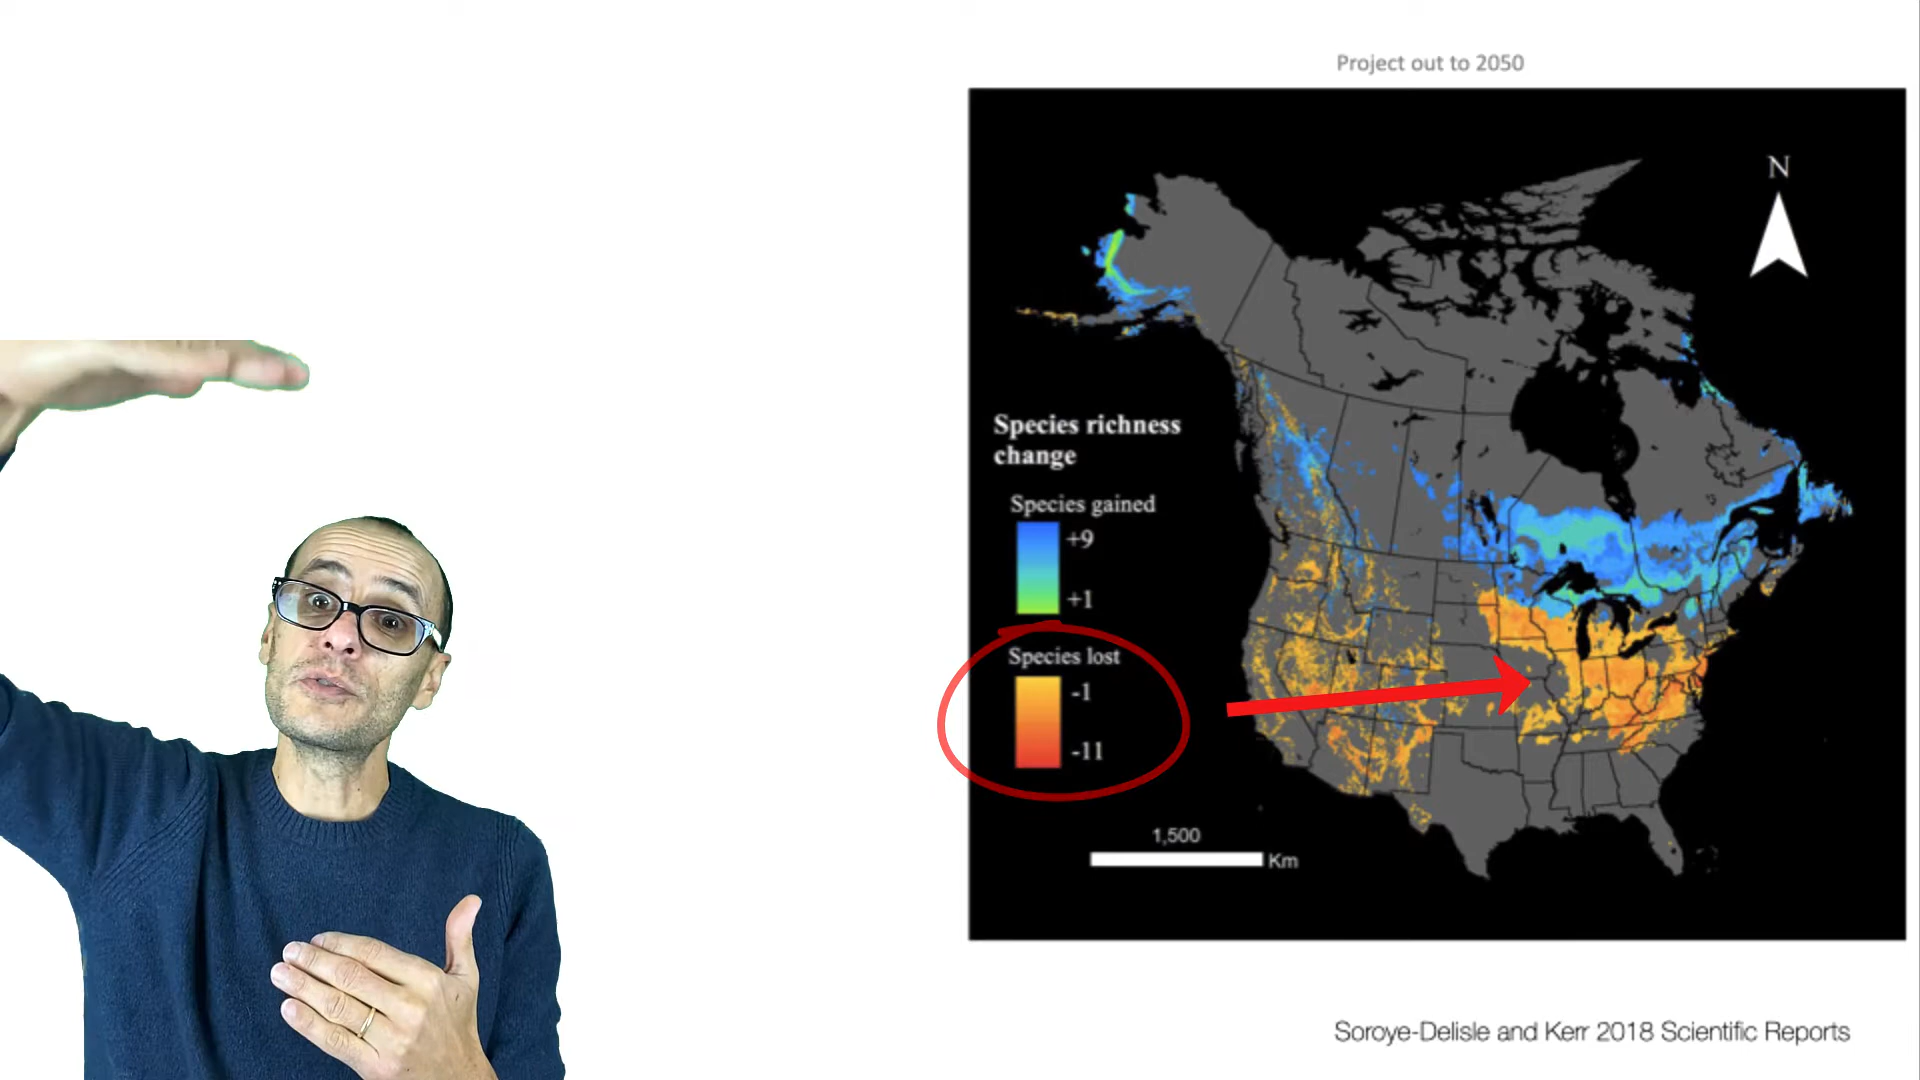 Project out to 2050
N
Species richness
change
Species gained
+9
+1
Species lost
-1
-11
1,500
Km
Soroye-Delisle and Kerr 2018 Scientific Reports